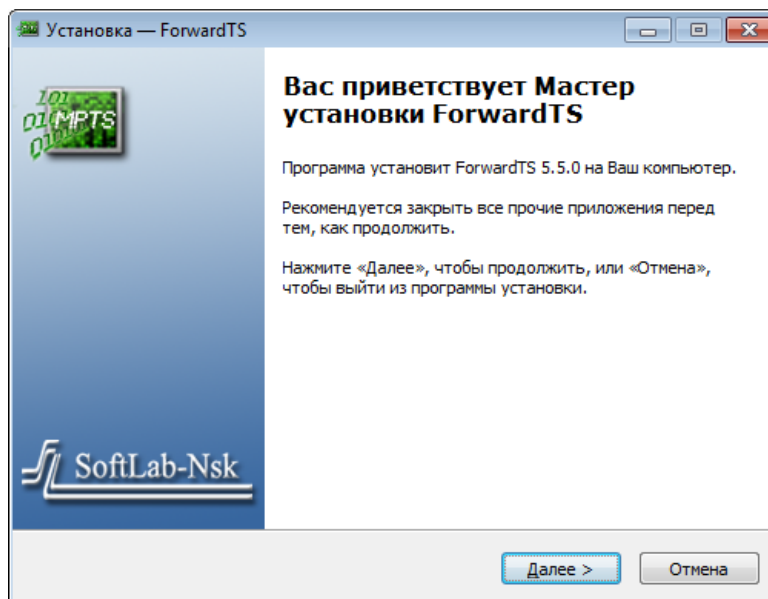 Установка — ForwardTS
101
010
MPTS
Вас приветствует Мастер
установки ForwardTS
Программа установит ForwardTS 5.5.0 на Ваш компьютер.
Рекомендуется закрыть все прочие приложения перед
тем, как продолжить.
Нажмите «Далее», чтобы продолжить, или «Отмена»,
чтобы выйти из программы установки.
SoftLab-Nsk
Далее >
Отмена